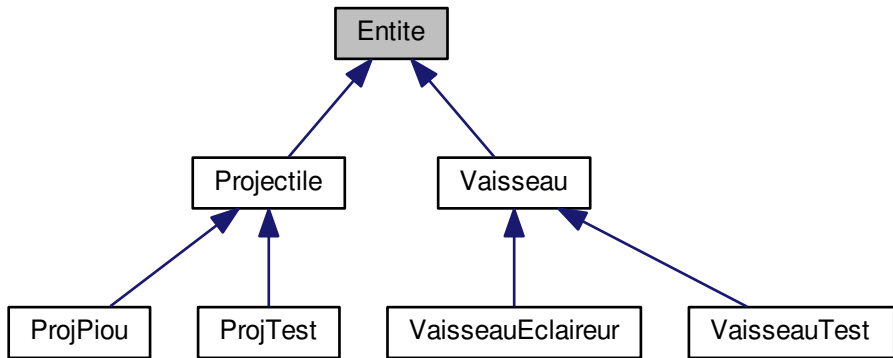 Entite
Projectile
Vaisseau
ProjPiou
ProjTest
VaisseauEclaireur
VaisseauTest